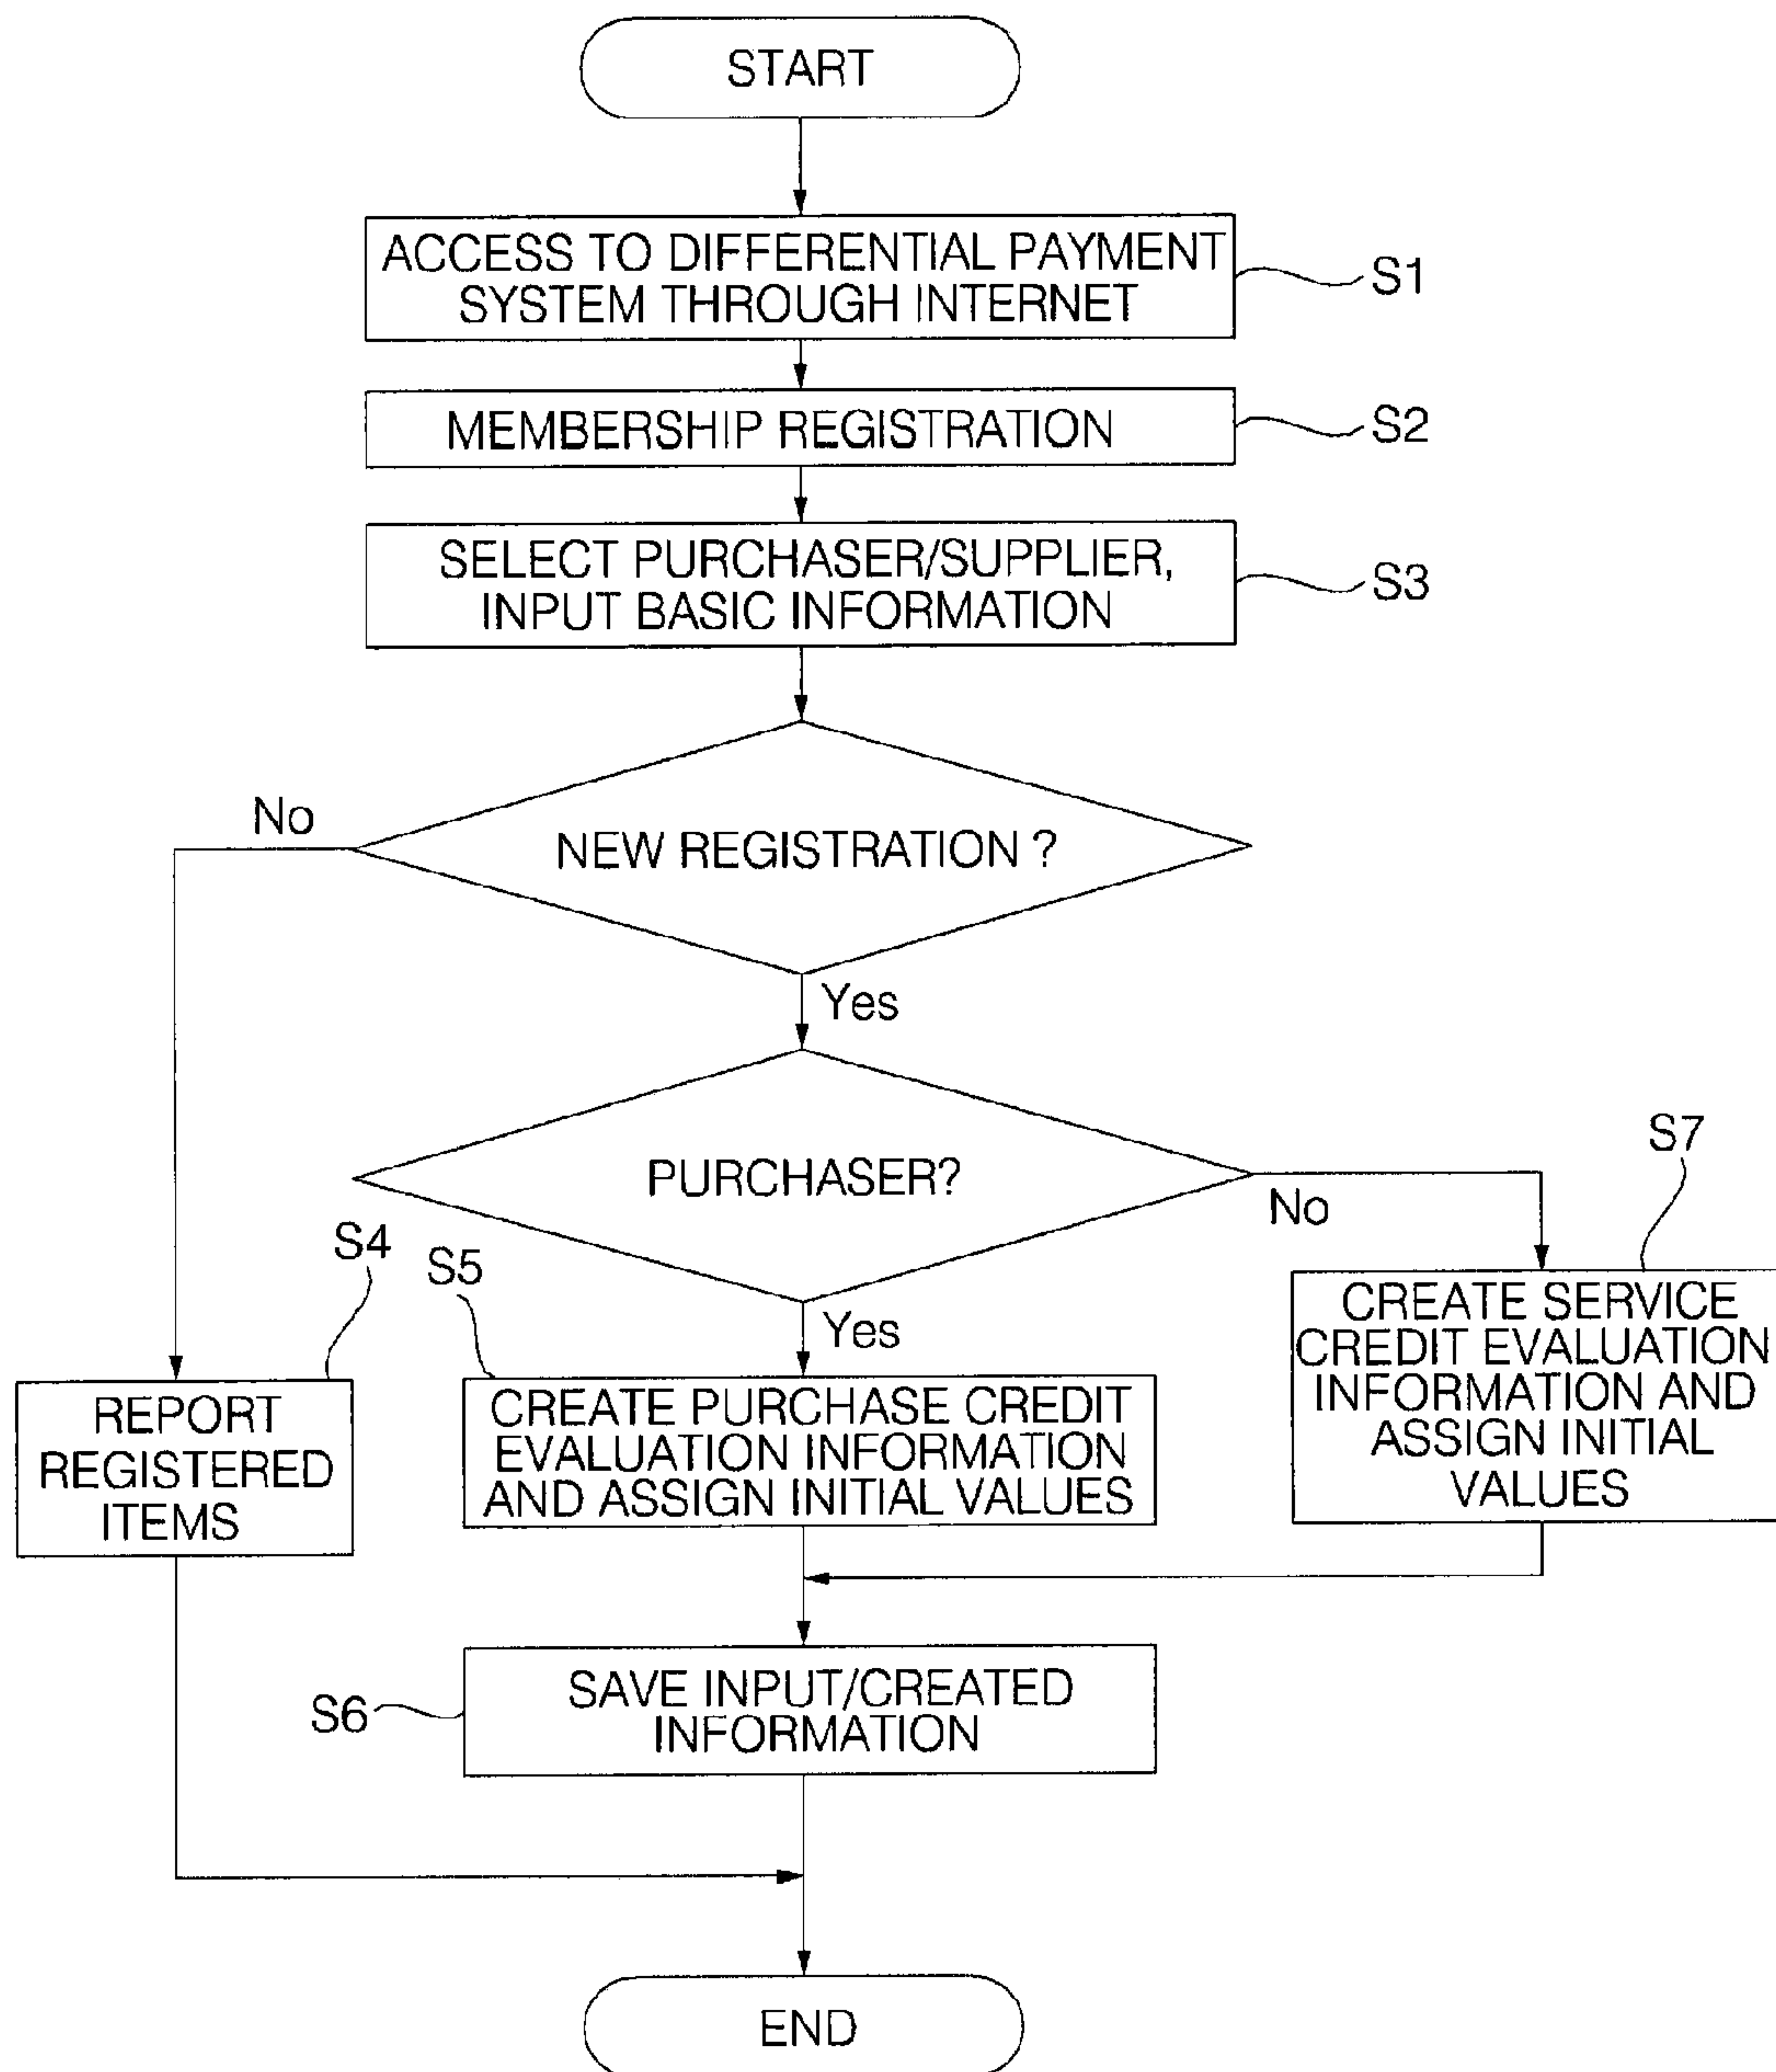 START
ACCESS TO DIFFERENTIAL PAYMENT
SYSTEM THROUGH INTERNET
S1
MEMBERSHIP REGISTRATION
S2
SELECT PURCHASER/SUPPLIER,
INPUT BASIC INFORMATION
S3
No
NEW REGISTRATION ?
Yes
PURCHASER?
No
S7
S4
S5
Yes
CREATE SERVICE
CREDIT EVALUATION
INFORMATION AND
ASSIGN INITIAL
VALUES
REPORT
REGISTERED
ITEMS
CREATE PURCHASE CREDIT
EVALUATION INFORMATION
AND ASSIGN INITIAL VALUES
S6
SAVE INPUT/CREATED
INFORMATION
END